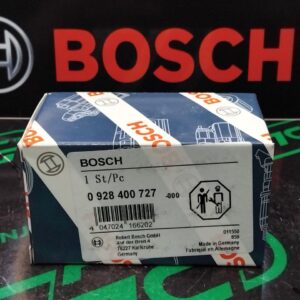 BOSCH
BOSCH
1 St/Pc
0 928 400 727 -000
4 047024 166202
Robert Bosch GmbH
Auf der Breit 4
76227 Karlsruhe
Germany
Made in Germany
Fabriqué en Allemagne